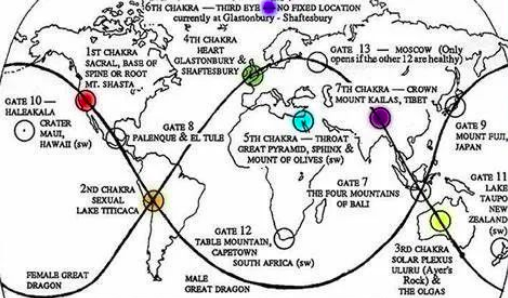 6TH CHAKRA — THIRD EYE — NO FIXED LOCATION
currently at Glastonbury - Shaftesbury
4TH CHAKRA
HEART
GLASTONBURY &
SHAFTESBURY
GATE 13 — MOSCOW (Only
opens if the other 12 are healthy)
1ST CHAKRA
SACRAL, BASE OF
SPINE OR ROOT
MT. SHASTA
7TH CHAKRA — CROWN
MOUNT KAILAS, TIBET
GATE 10 —
HALEAKALA
CRATER
MAUI,
HAWAII (sw)
GATE 8
PALENQUE & EL TULE
5TH CHAKRA — THROAT
GREAT PYRAMID, SPHINX &
MOUNT OF OLIVES (sw)
GATE 9
MOUNT FUJI,
JAPAN
2ND CHAKRA
SEXUAL
LAKE TITICACA
GATE 7
THE FOUR MOUNTAINS
OF BALI
GATE 11
LAKE
TAUPO
NEW
ZEALAND
(sw)
GATE 12
TABLE MOUNTAIN,
CAPETOWN
SOUTH AFRICA (sw)
3RD CHAKRA
SOLAR PLEXUS
ULURU (Ayer's
Rock) &
THE OLGAS
FEMALE GREAT
DRAGON
MALE
GREAT DRAGON